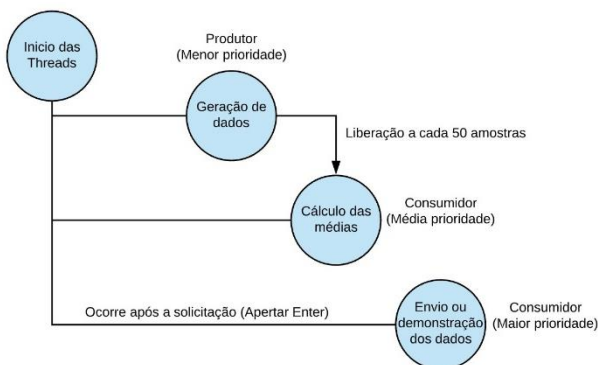 Inicio das
Threads
Produtor
(Menor prioridade)
Geração de
dados
Liberação a cada 50 amostras
Cálculo das
médias
Consumidor
(Média prioridade)
Ocorre após a solicitação (Apertar Enter)
Envio ou
demonstração
dos dados
Consumidor
(Maior prioridade)